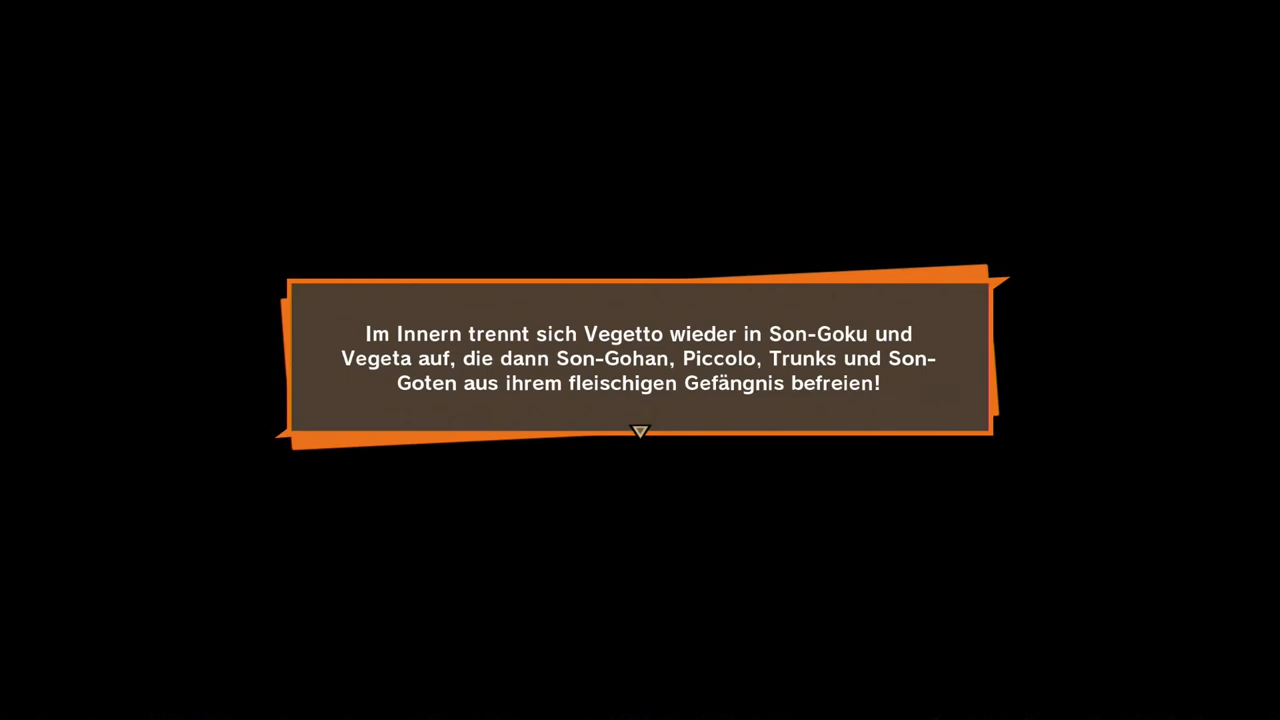 Im Innern trennt sich Vegetto wieder in Son-Goku und
Vegeta auf, die dann Son-Gohan, Piccolo, Trunks und Son-
Goten aus ihrem fleischigen Gefängnis befreien!